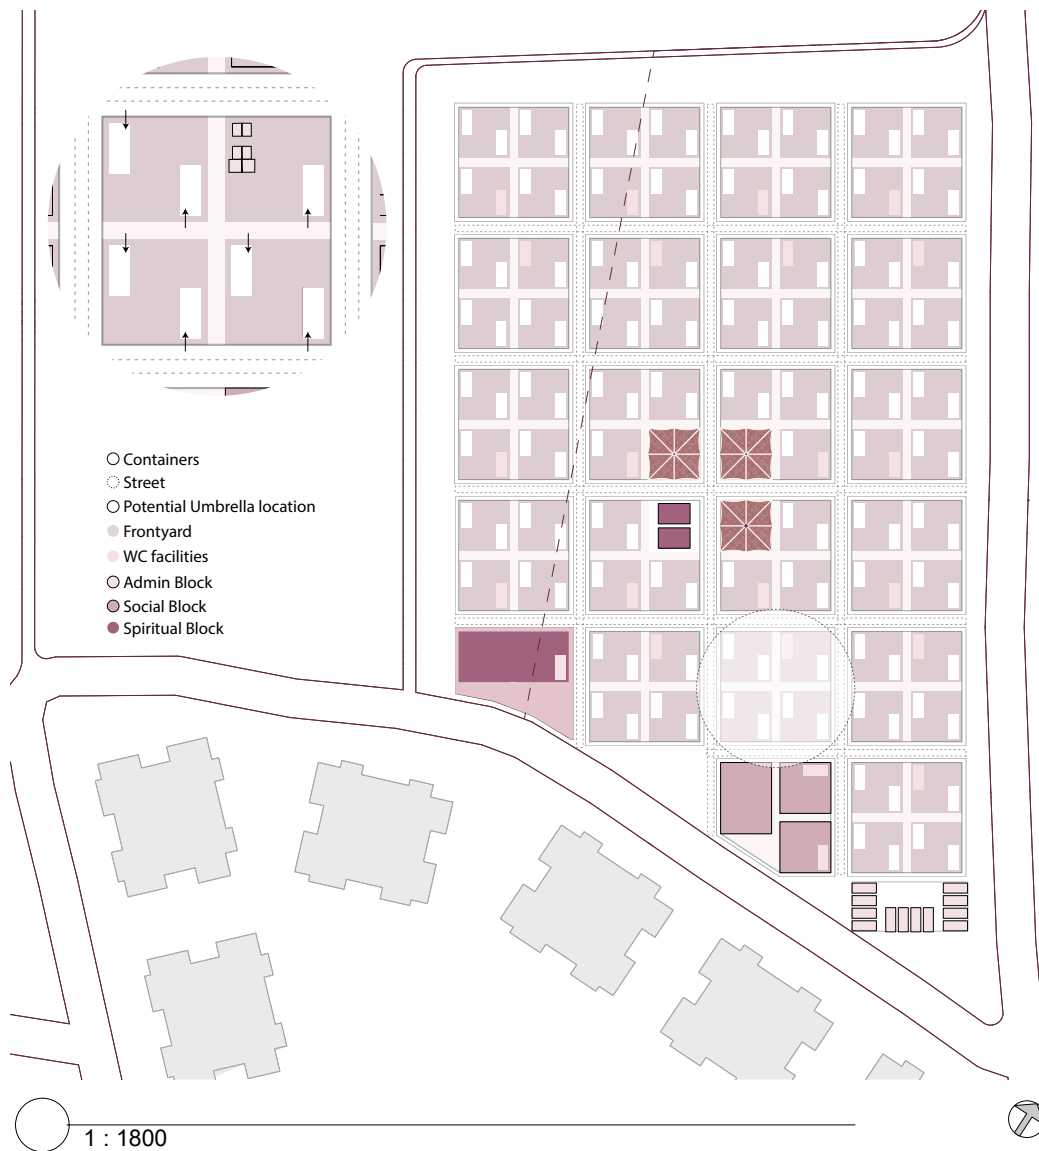 Containers
Street
Potential Umbrella location
Frontyard
WC facilities
Admin Block
Social Block
Spiritual Block
1 : 1800